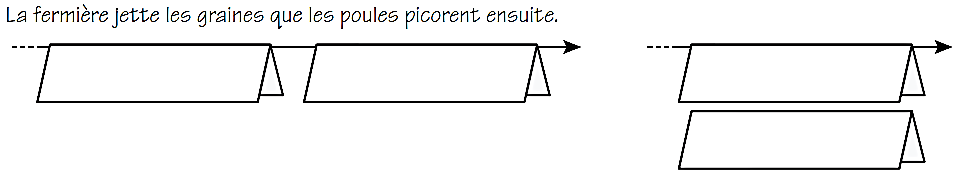 La fermière jette les graines que les poules picorent ensuite.